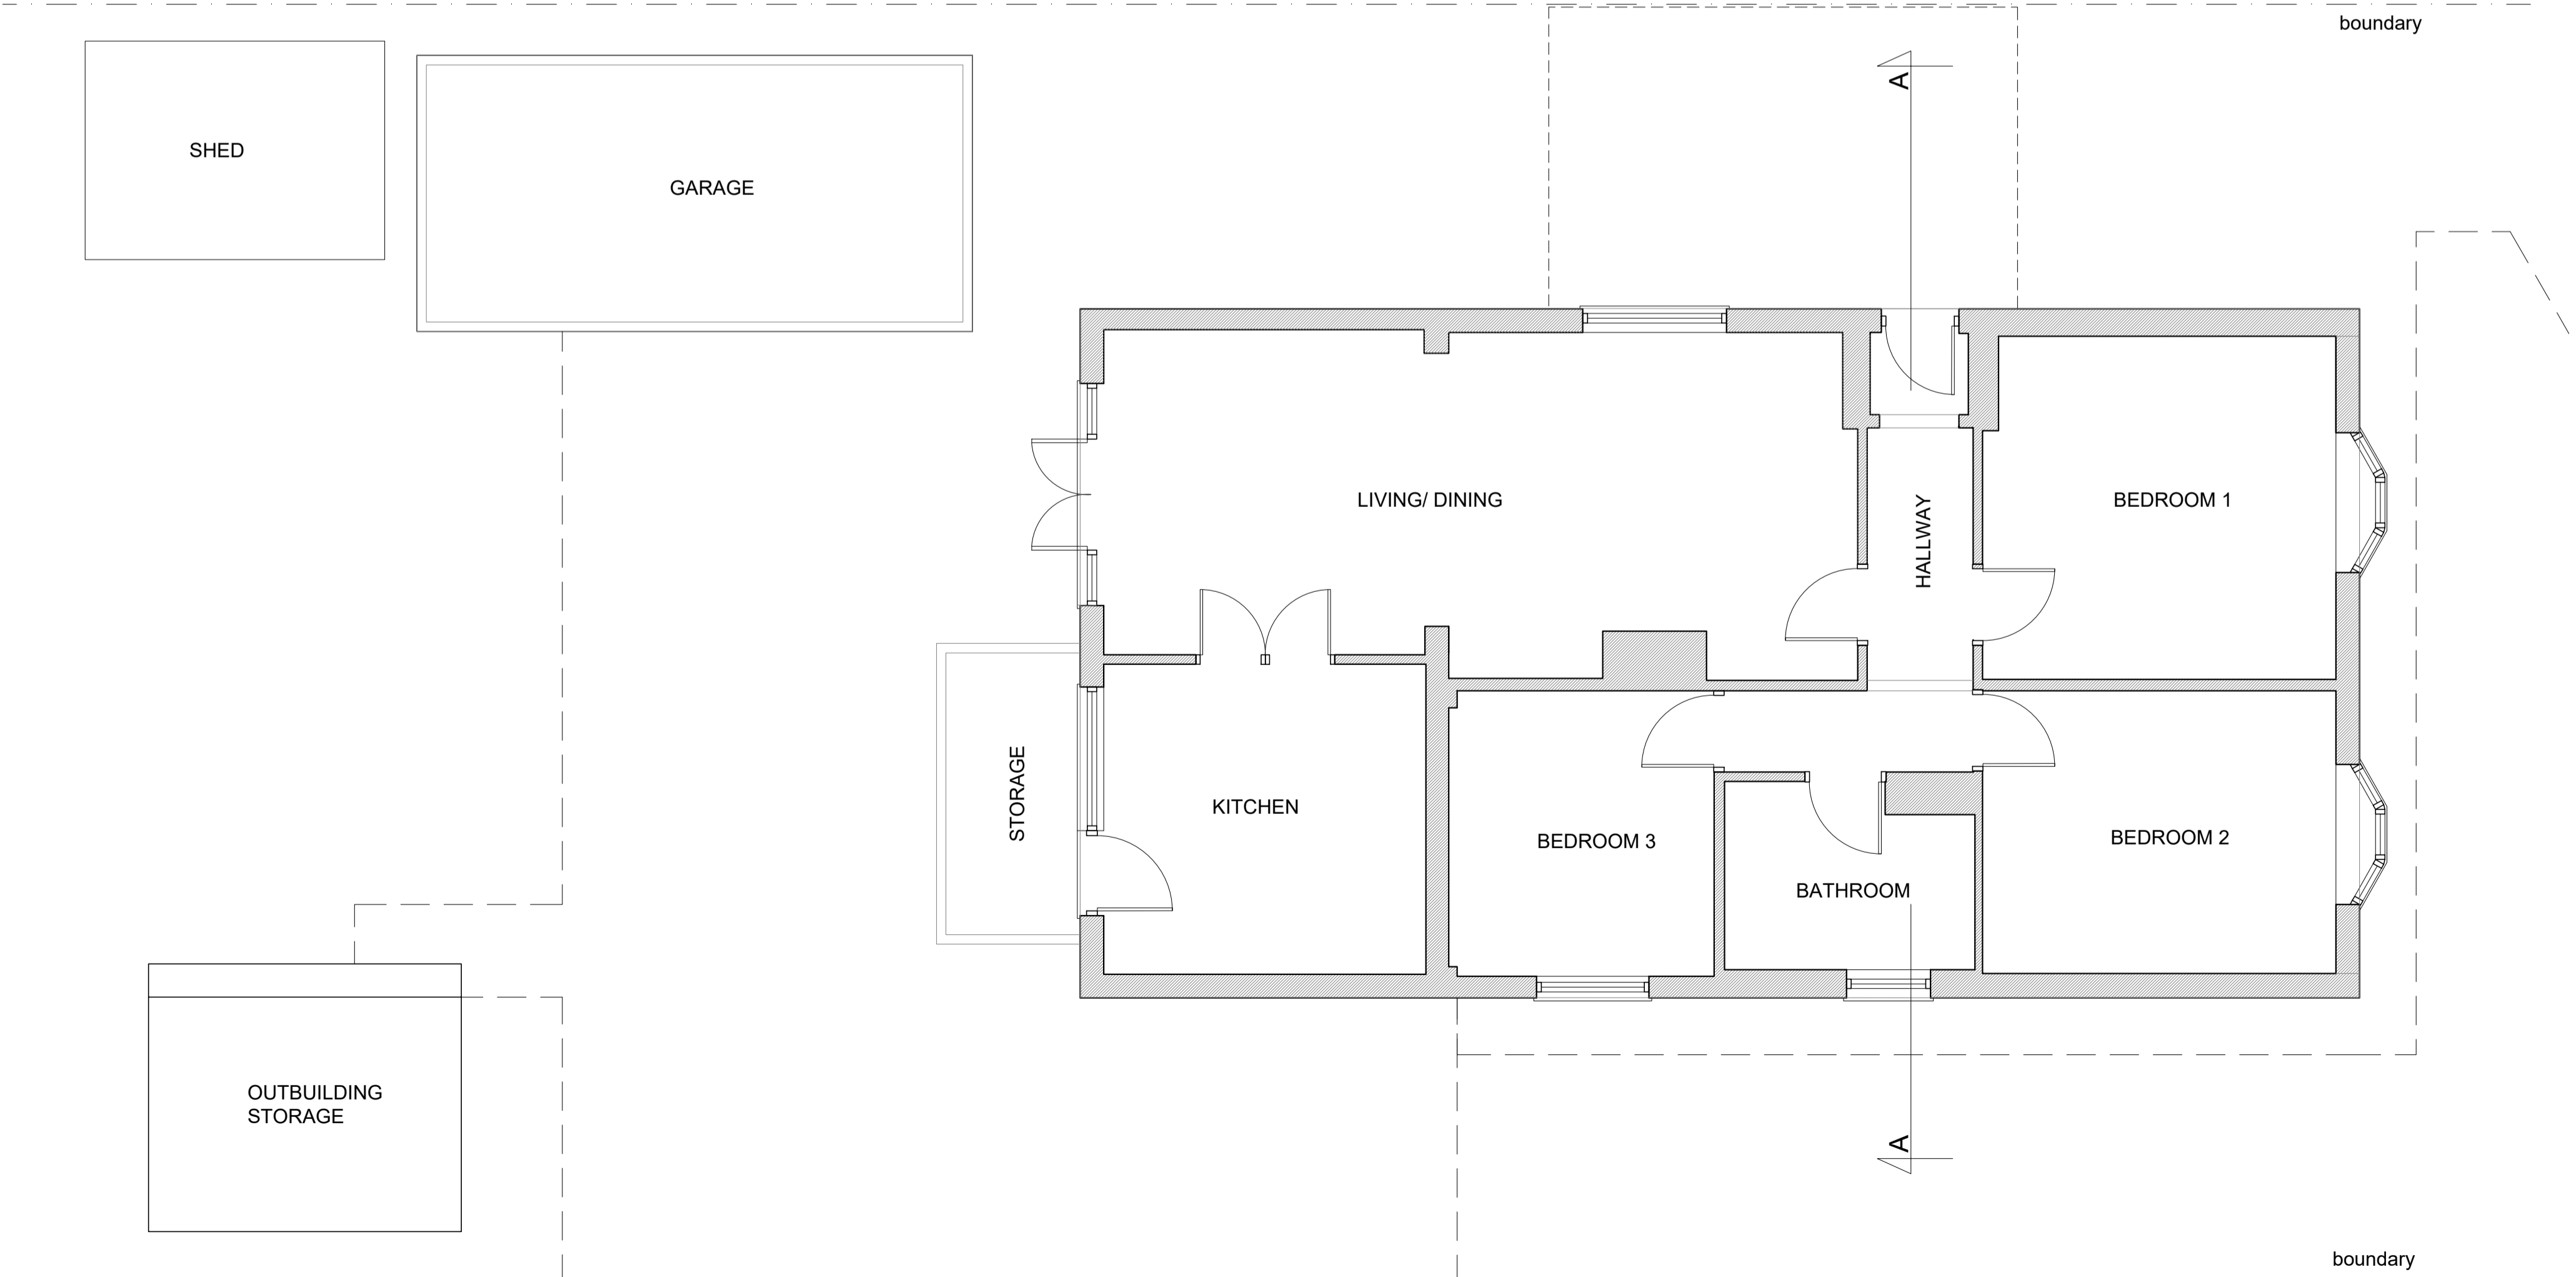 boundary
A
SHED
GARAGE
LIVING/ DINING
HALLWAY
BEDROOM 1
STORAGE
KITCHEN
BEDROOM 3
BATHROOM
BEDROOM 2
OUTBUILDING
STORAGE
A
boundary